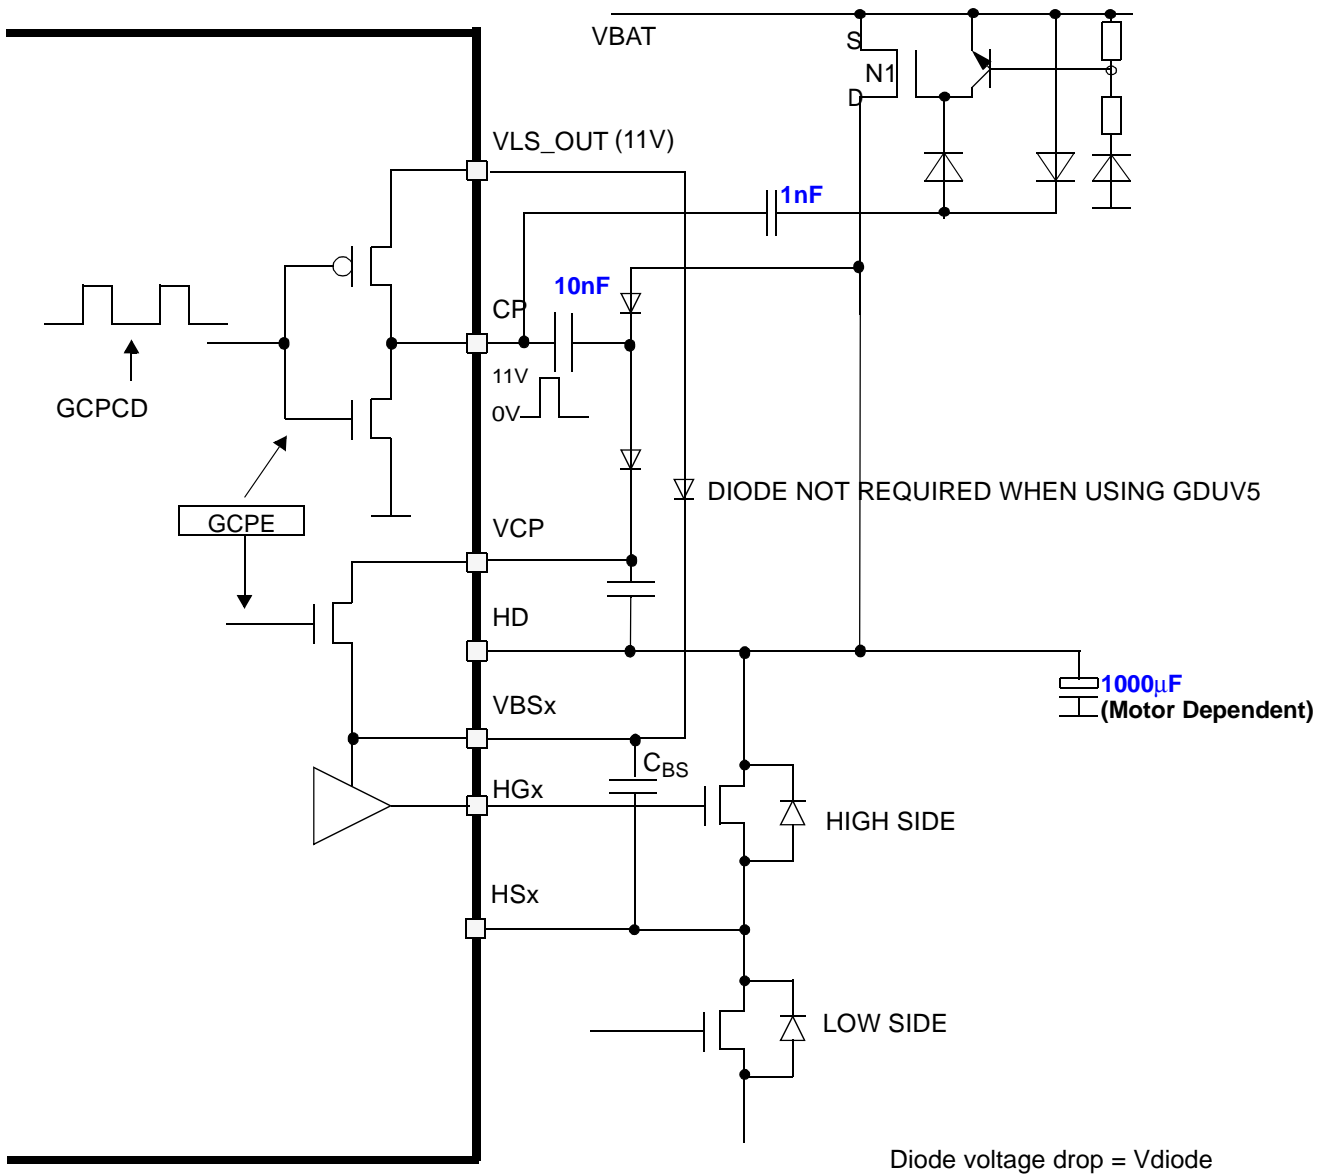 VBAT
S
N1
D
VLS_OUT (11V)
1nF
10nF
CP
11V
0V
GCPCD
DIODE NOT REQUIRED WHEN USING GDUV5
GCPE
VCP
HD
1000µF
(Motor Dependent)
VBSx
CBS
HGx
HIGH SIDE
HSx
LOW SIDE
Diode voltage drop = Vdiode